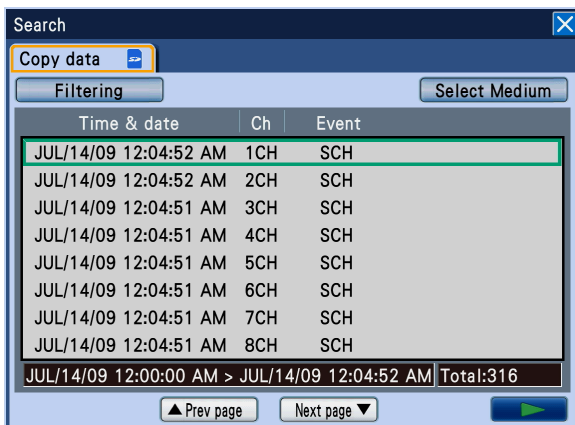 Search
Copy data
Filtering Select Medium
Time & date Ch Event
JUL/14/09 12:04:52 AM 1CH SCH
JUL/14/09 12:04:52 AM 2CH SCH
JUL/14/09 12:04:51 AM 3CH SCH
JUL/14/09 12:04:51 AM 4CH SCH
JUL/14/09 12:04:51 AM 5CH SCH
JUL/14/09 12:04:51 AM 6CH SCH
JUL/14/09 12:04:51 AM 7CH SCH
JUL/14/09 12:04:51 AM 8CH SCH
JUL/14/09 12:00:00 AM > JUL/14/09 12:04:52 AM Total:316
▲ Prev page Next page ▼